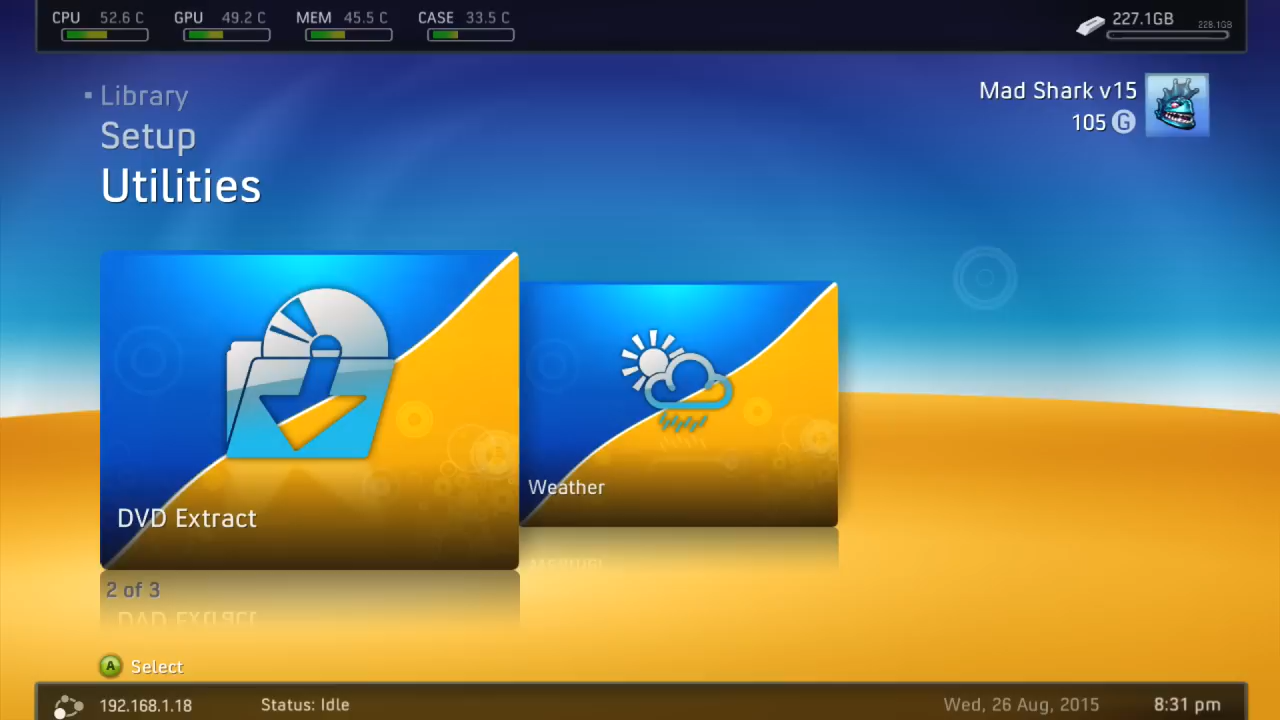 CPU 52.6 C GPU 49.2 C MEM 45.5 C CASE 33.5 C
227.1GB 228.1GB
Library
Setup
Utilities
Mad Shark v15
105 G
DVD Extract
Weather
2 of 3
A Select
192.168.1.18 Status: Idle Wed, 26 Aug, 2015 8:31 pm